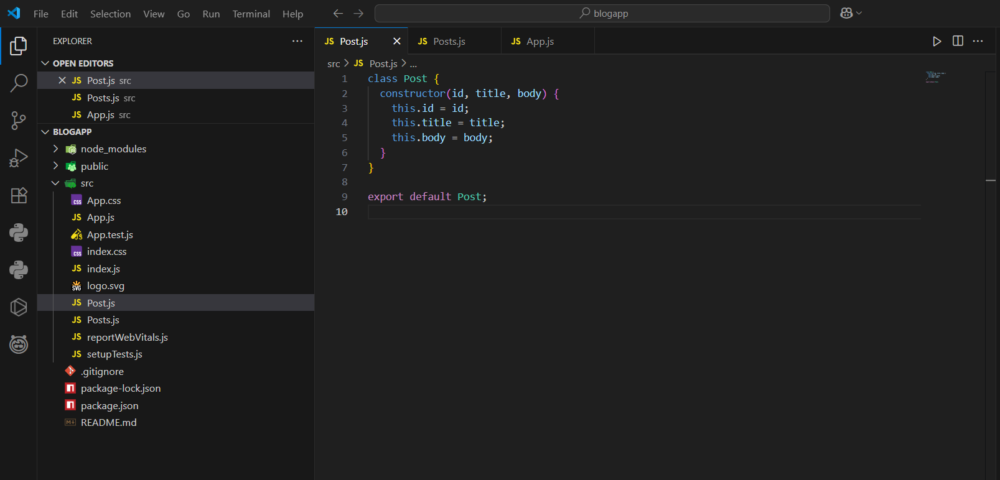 File Edit Selection View Go Run Terminal Help
blogapp
EXPLORER
OPEN EDITORS
JS Post.js src
JS Posts.js src
JS App.js src
BLOGAPP
node_modules
public
src
css App.css
JS App.js
App.test.js
css index.css
JS index.js
SVG logo.svg
JS Post.js
JS Posts.js
JS reportWebVitals.js
JS setupTests.js
.gitignore
package-lock.json
package.json
README.md
JS Post.js JS Posts.js JS App.js
src > JS Post.js > ...
1 class Post {
2 constructor(id, title, body) {
3 this.id = id;
4 this.title = title;
5 this.body = body;
6 }
7 }
8
9 export default Post;
10